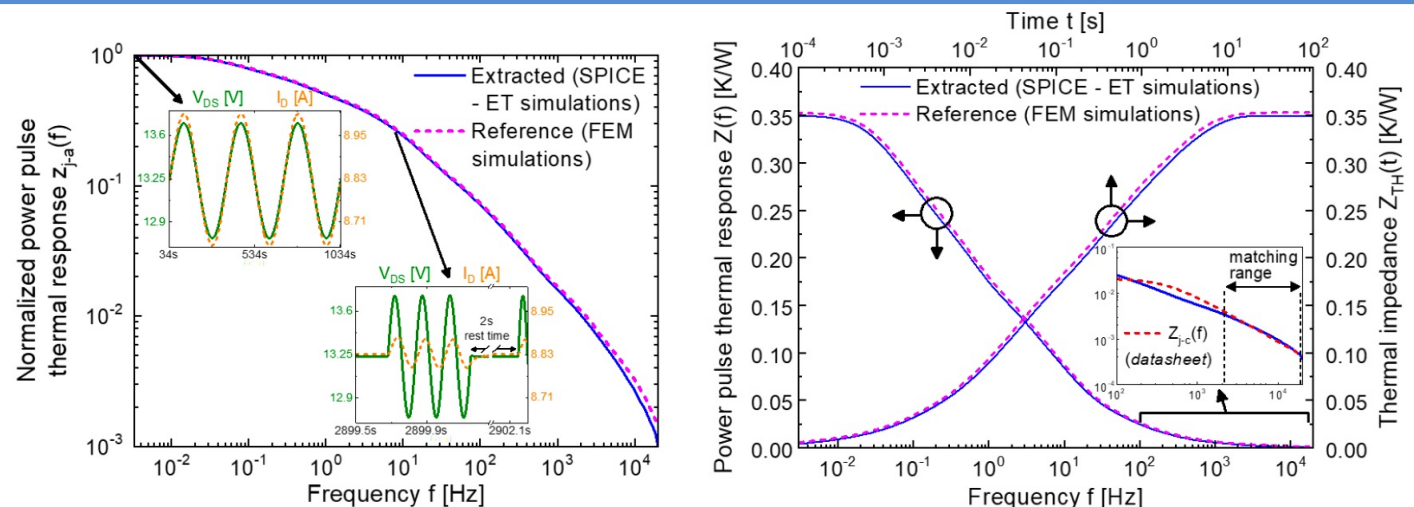 Normalized power pulse
thermal response z_{j-a}(f)
10^0
10^{-1}
10^{-2}
10^{-3}
Extracted (SPICE
- ET simulations)
Reference (FEM
simulations)
V_{DS} [V] I_D [A]
13.6 8.95
13.25 8.83
12.9 8.71
34s 534s 1034s
V_{DS} [V] I_D [A]
13.6 8.95
2s
rest time
13.25 8.83
12.9 8.71
2899.5s 2899.9s 2902.1s
10^{-2} 10^{-1} 10^0 10^1 10^2 10^3 10^4
Frequency f [Hz]
Time t [s]
10^{-4} 10^{-3} 10^{-2} 10^{-1} 10^0 10^1 10^2
Power pulse thermal response Z(f) [K/W]
0.40 0.40
0.35 0.35
0.30 0.30
0.25 0.25
0.20 0.20
0.15 0.15
0.10 0.10
0.05 0.05
0.00 0.00
Extracted (SPICE - ET simulations)
Reference (FEM simulations)
Thermal impedance Z_{TH}(t) [K/W]
matching
range
10^{-1}
10^{-2}
10^{-3}
10^{-4}
Z_{j-c}(f)
(datasheet)
10^2 10^3 10^4
10^{-2} 10^{-1} 10^0 10^1 10^2 10^3 10^4
Frequency f [Hz]